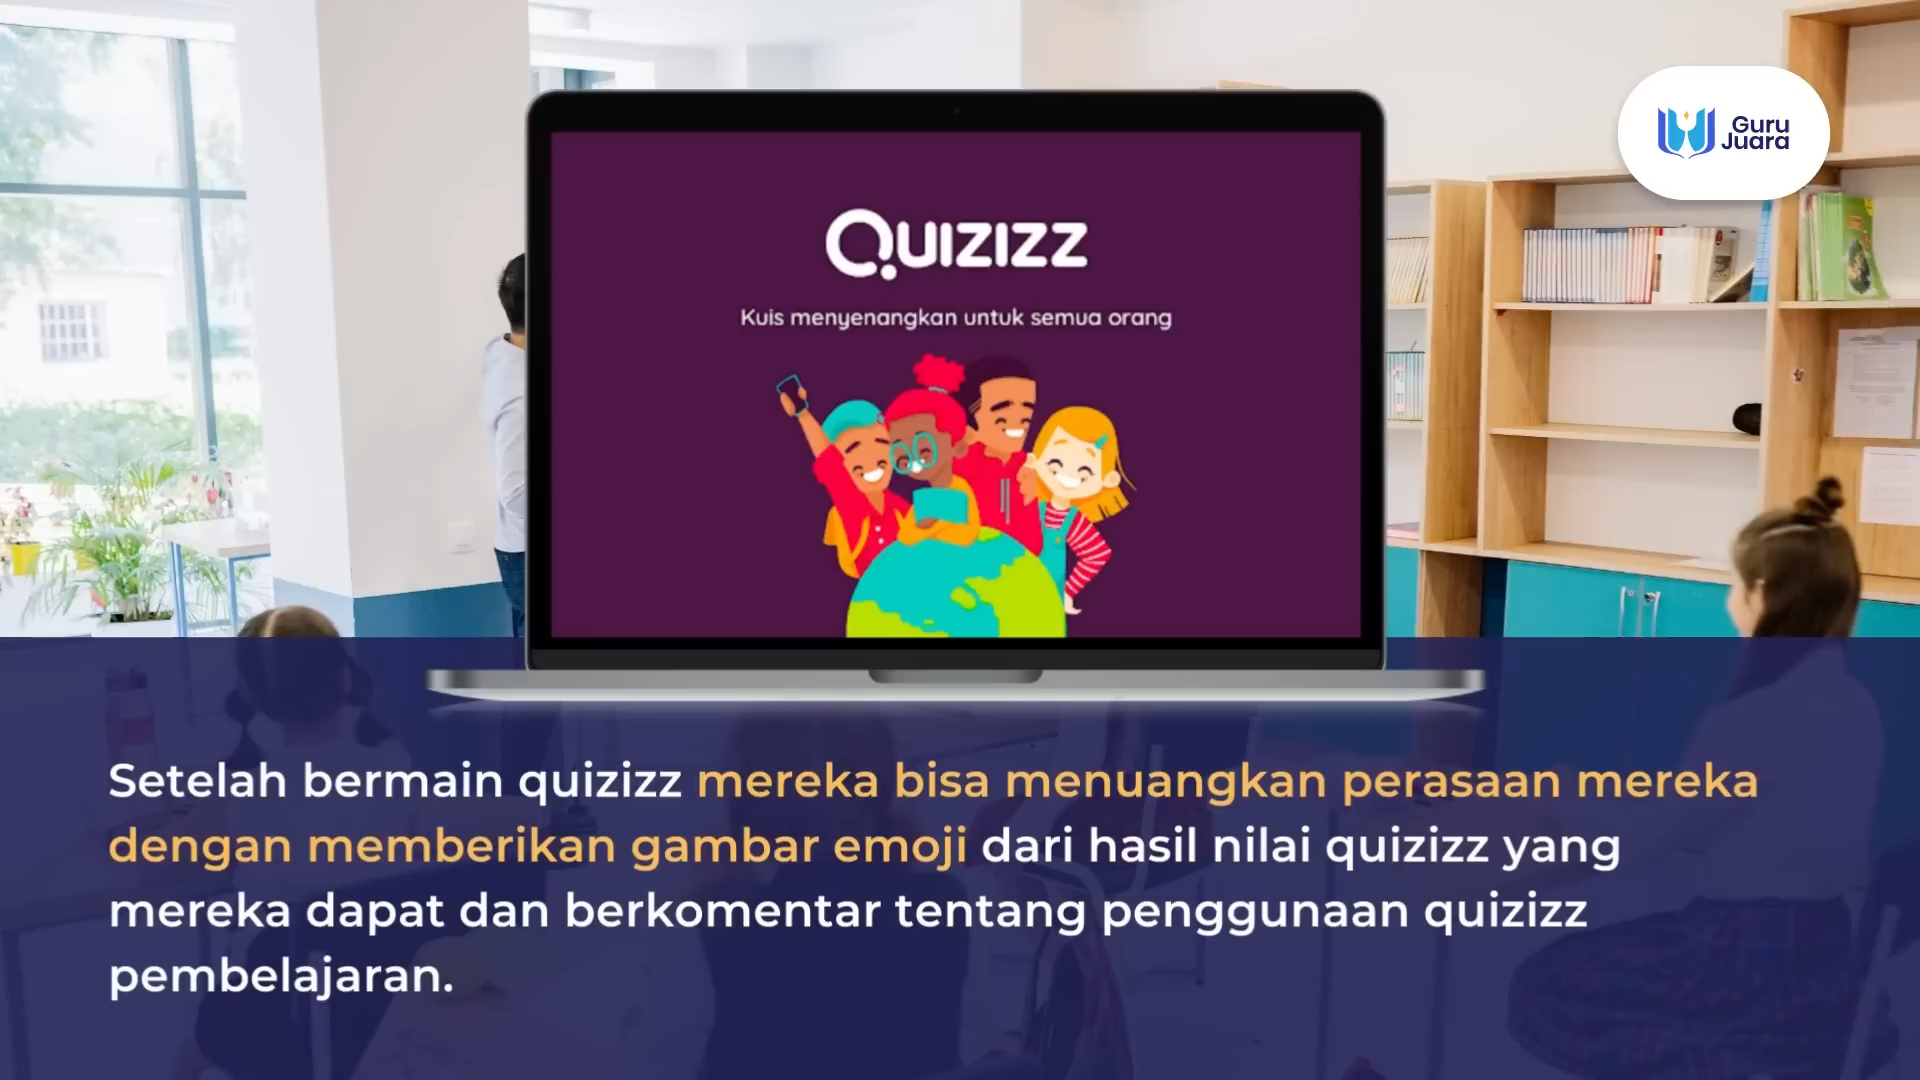 Guru
Juara
QUIZIZZ
Kuis menyenangkan untuk semua orang
Setelah bermain quizizz mereka bisa menuangkan perasaan mereka
dengan memberikan gambar emoji dari hasil nilai quizizz yang
mereka dapat dan berkomentar tentang penggunaan quizizz
pembelajaran.